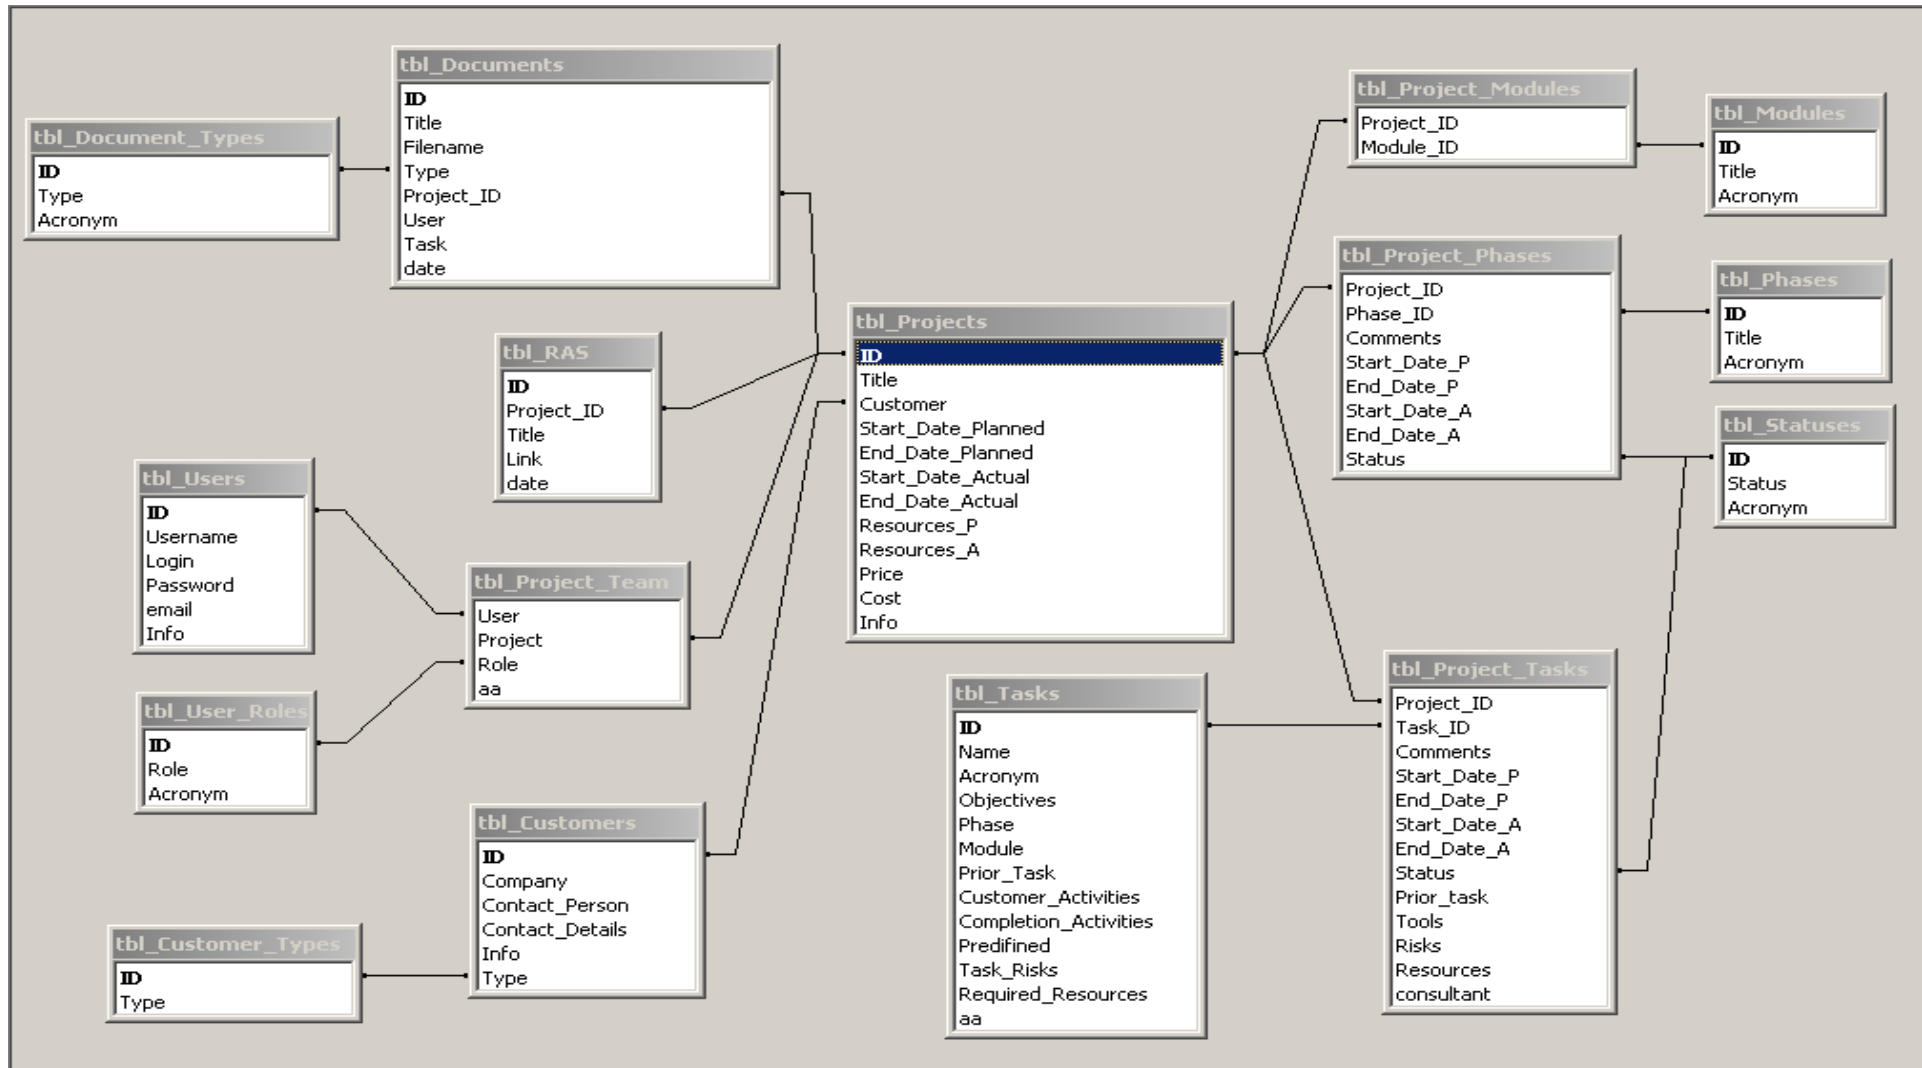 tbl_Documents
ID
Title
Filename
Type
Project_ID
User
Task
date
tbl_Document_Types
ID
Type
Acronym
tbl_RAS
ID
Project_ID
Title
Link
date
tbl_Users
ID
Username
Login
Password
email
Info
tbl_Project_Team
User
Project
Role
aa
tbl_User_Roles
ID
Role
Acronym
tbl_Customers
ID
Company
Contact_Person
Contact_Details
Info
Type
tbl_Customer_Types
ID
Type
tbl_Projects
ID
Title
Customer
Start_Date_Planned
End_Date_Planned
Start_Date_Actual
End_Date_Actual
Resources_P
Resources_A
Price
Cost
Info
tbl_Tasks
ID
Name
Acronym
Objectives
Phase
Module
Prior_Task
Customer_Activities
Completion_Activities
Predifined
Task_Risks
Required_Resources
aa
tbl_Project_Modules
Project_ID
Module_ID
tbl_Modules
ID
Title
Acronym
tbl_Project_Phases
Project_ID
Phase_ID
Comments
Start_Date_P
End_Date_P
Start_Date_A
End_Date_A
Status
tbl_Phases
ID
Title
Acronym
tbl_Statuses
ID
Status
Acronym
tbl_Project_Tasks
Project_ID
Task_ID
Comments
Start_Date_P
End_Date_P
Start_Date_A
End_Date_A
Status
Prior_task
Tools
Risks
Resources
consultant